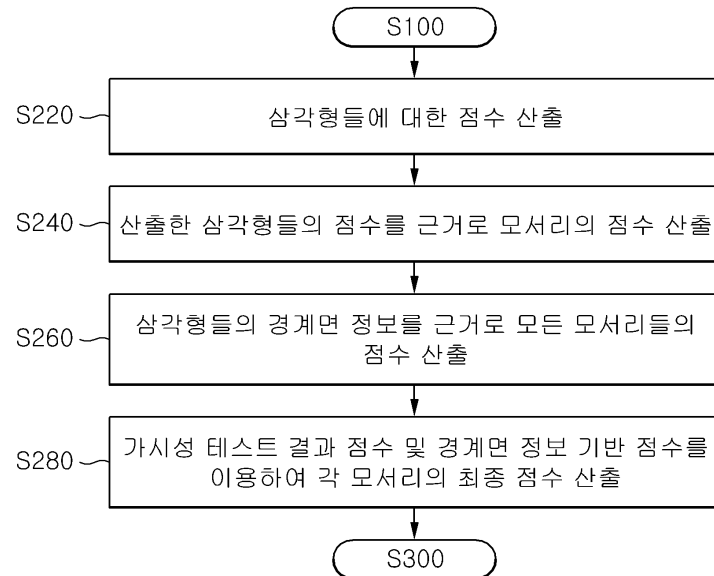 S100
S220
삼각형들에 대한 점수 산출
S240
산출한 삼각형들의 점수를 근거로 모서리의 점수 산출
S260
삼각형들의 경계면 정보를 근거로 모든 모서리들의
점수 산출
S280
가시성 테스트 결과 점수 및 경계면 정보 기반 점수를
이용하여 각 모서리의 최종 점수 산출
S300